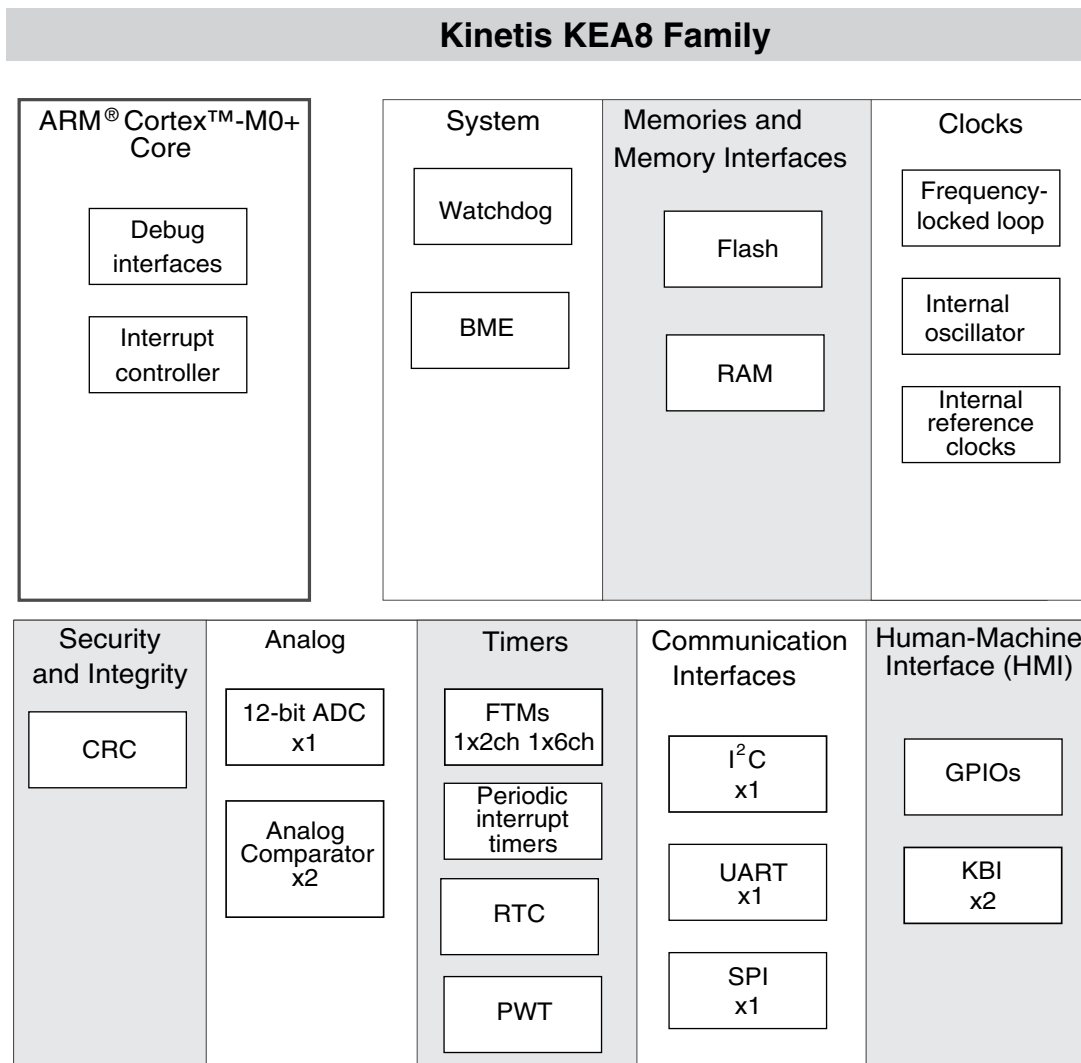 Kinetis KEA8 Family
ARM® Cortex™-M0+
Core
Debug
interfaces
Interrupt
controller
System
Watchdog
BME
Memories and
Memory Interfaces
Flash
RAM
Clocks
Frequency-
locked loop
Internal
oscillator
Internal
reference
clocks
Security
and Integrity
CRC
Analog
12-bit ADC
x1
Analog
Comparator
x2
Timers
FTMs
1x2ch 1x6ch
Periodic
interrupt
timers
RTC
PWT
Communication
Interfaces
I²C
x1
UART
x1
SPI
x1
Human-Machine
Interface (HMI)
GPIOs
KBI
x2